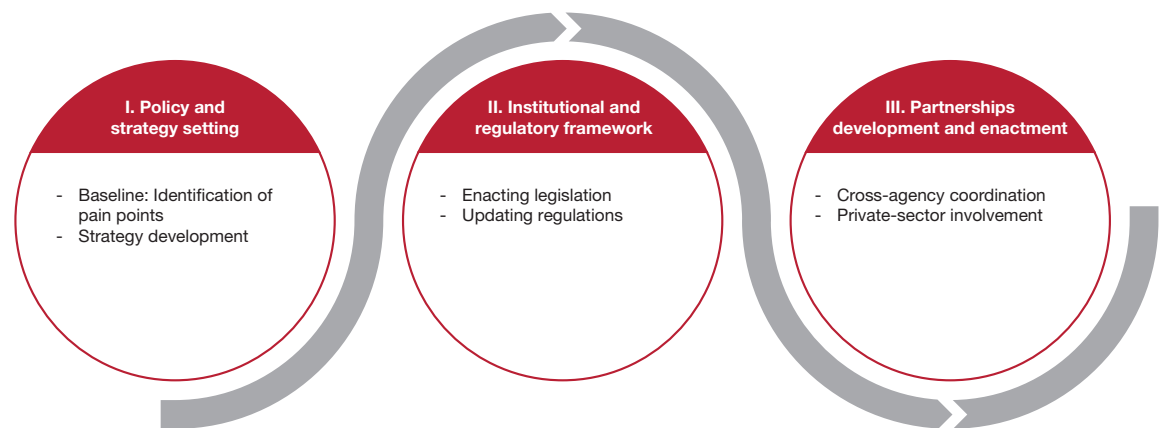 I. Policy and
strategy setting
- Baseline: Identification of
pain points
- Strategy development
II. Institutional and
regulatory framework
- Enacting legislation
- Updating regulations
III. Partnerships
development and enactment
- Cross-agency coordination
- Private-sector involvement